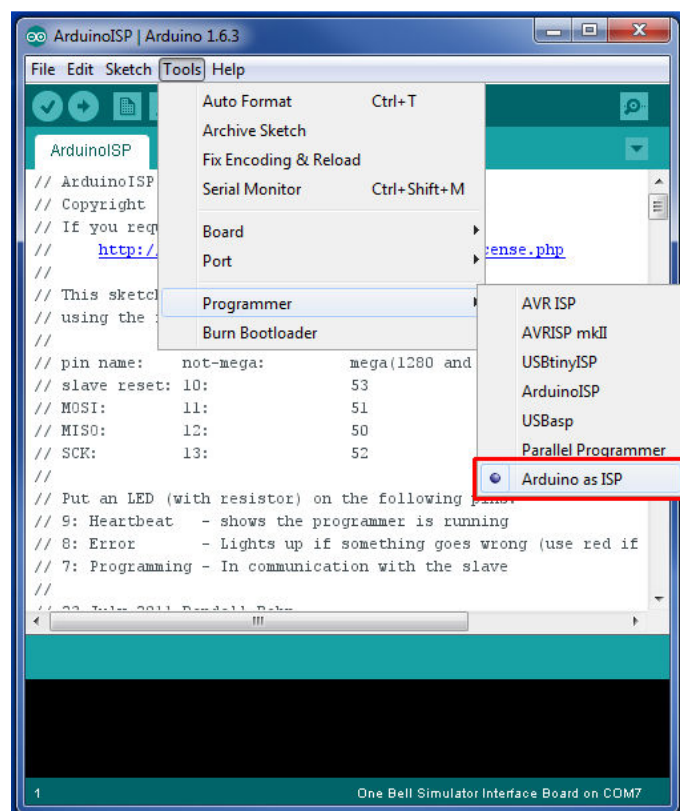 ArduinoISP | Arduino 1.6.3
File Edit Sketch Tools Help
Auto Format Ctrl+T
Archive Sketch
Fix Encoding & Reload
Serial Monitor Ctrl+Shift+M
Board
Port
Programmer
Burn Bootloader
AVR ISP
AVRISP mkII
USBtinyISP
ArduinoISP
USBasp
Parallel Programmer
Arduino as ISP
ArduinoISP
// ArduinoISP
// Copyright
// If you requ
// http:/ cense.php
//
// This sketch
// using the
//
// pin name: not-mega: mega(1280 and
// slave reset: 10: 53
// MOSI: 11: 51
// MISO: 12: 50
// SCK: 13: 52
//
// Put an LED (with resistor) on the following pins:
// 9: Heartbeat - shows the programmer is running
// 8: Error - Lights up if something goes wrong (use red if
// 7: Programming - In communication with the slave
//
1 One Bell Simulator Interface Board on COM7